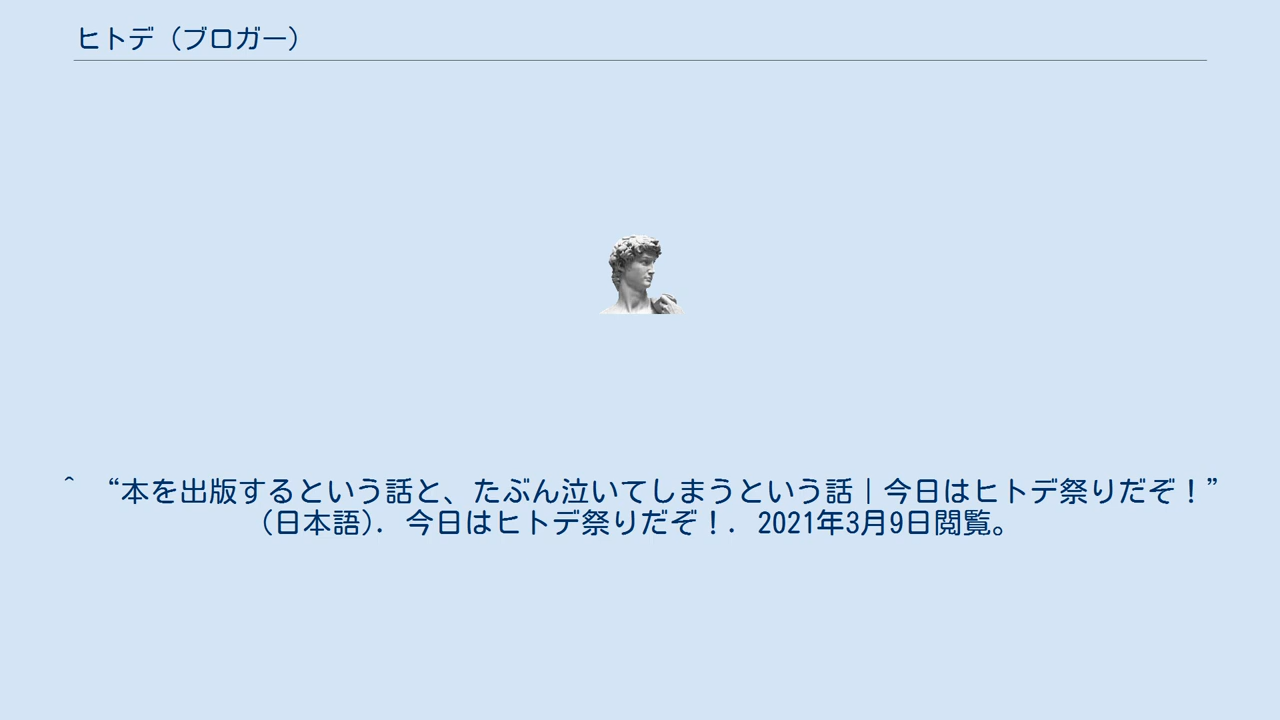 ヒトデ（ブロガー）
^ “本を出版するという話と、たぶん泣いてしまうという話｜今日はヒトデ祭りだぞ！”
（日本語）. 今日はヒトデ祭りだぞ！. 2021年3月9日閲覧。